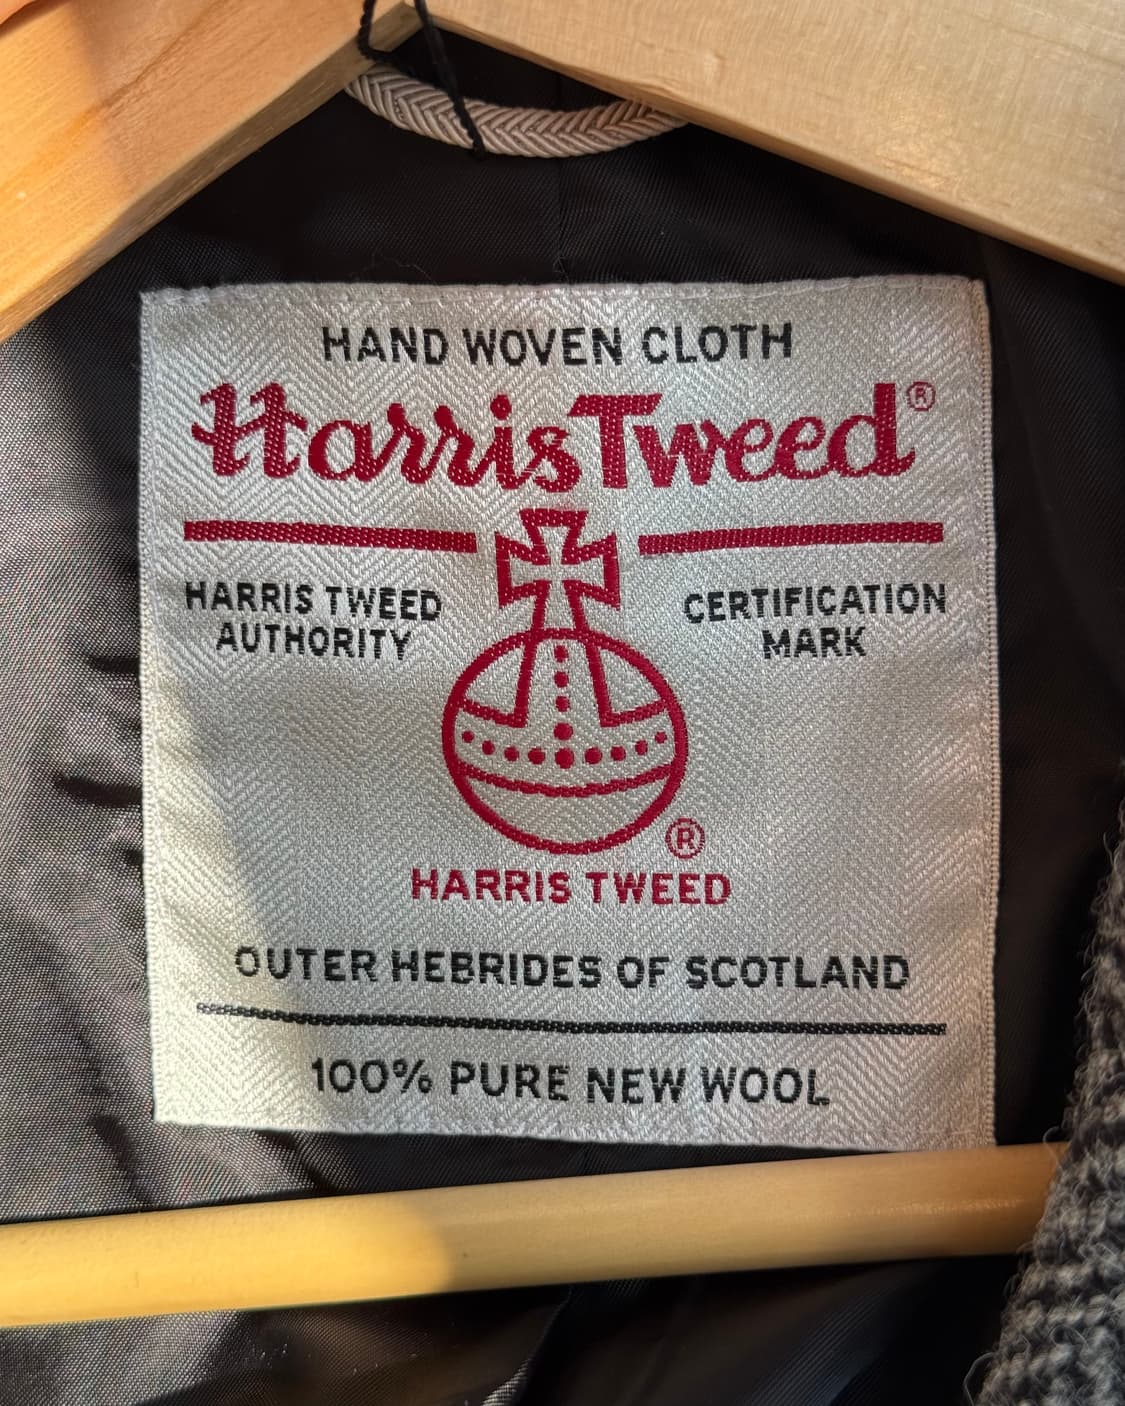 HAND WOVEN CLOTH
Harris Tweed®
HARRIS TWEED
AUTHORITY
CERTIFICATION
MARK
®
HARRIS TWEED
OUTER HEBRIDES OF SCOTLAND
100% PURE NEW WOOL